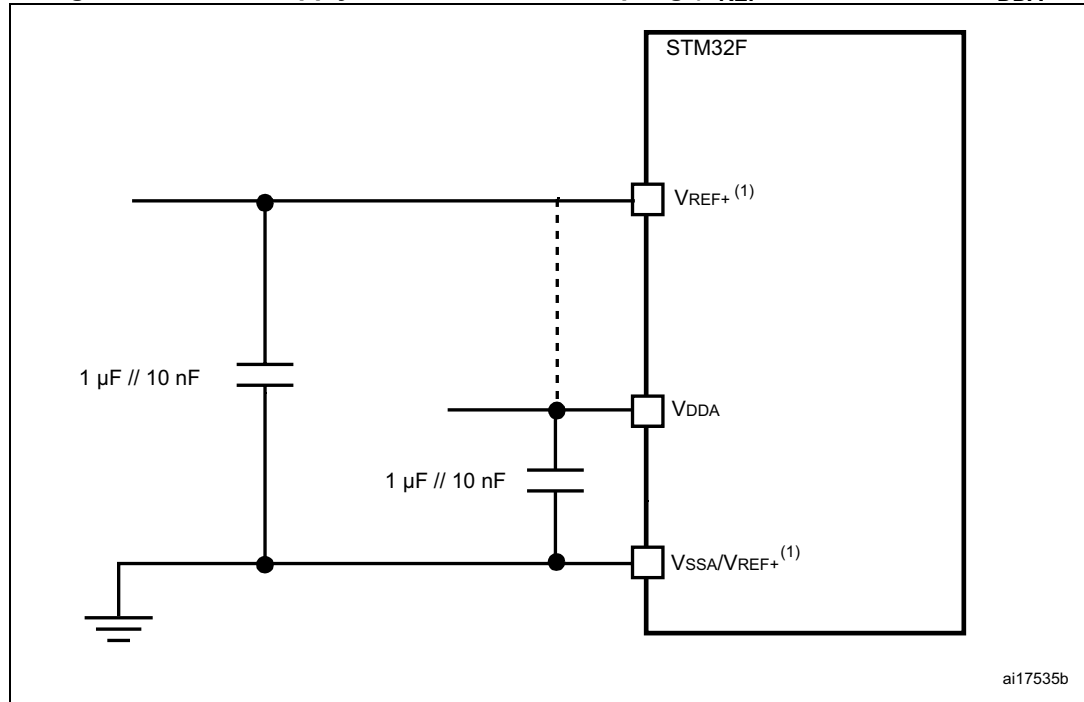 STM32F
VREF+ (1)
1 µF // 10 nF
VDDA
1 µF // 10 nF
VSSA/VREF+ (1)
ai17535b